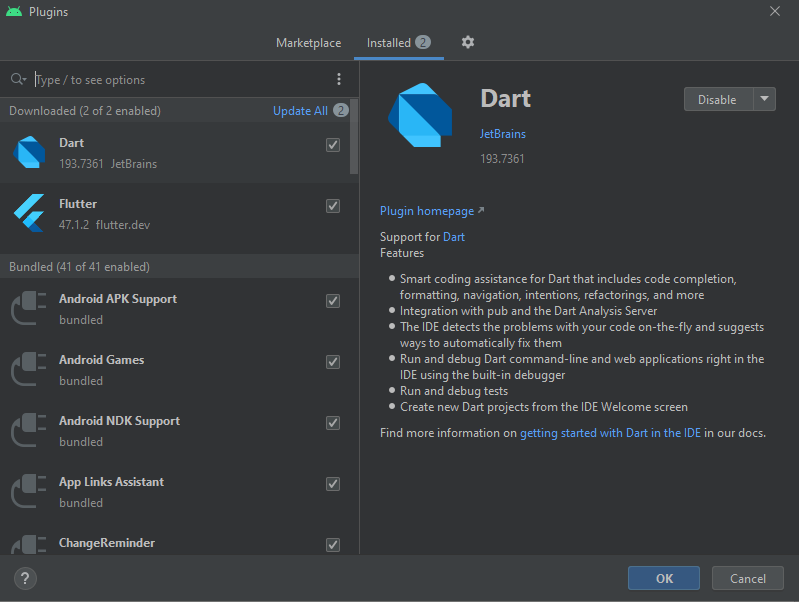 Plugins
Marketplace
Installed 2
Type / to see options
Downloaded (2 of 2 enabled)
Update All 2
Dart
193.7361 JetBrains
Flutter
47.1.2 flutter.dev
Bundled (41 of 41 enabled)
Android APK Support
bundled
Android Games
bundled
Android NDK Support
bundled
App Links Assistant
bundled
ChangeReminder
Dart
Disable
JetBrains
193.7361
Plugin homepage ↗
Support for Dart
Features
• Smart coding assistance for Dart that includes code completion,
formatting, navigation, intentions, refactorings, and more
• Integration with pub and the Dart Analysis Server
• The IDE detects the problems with your code on-the-fly and suggests
ways to automatically fix them
• Run and debug Dart command-line and web applications right in the
IDE using the built-in debugger
• Run and debug tests
• Create new Dart projects from the IDE Welcome screen
Find more information on getting started with Dart in the IDE in our docs.
?
OK
Cancel